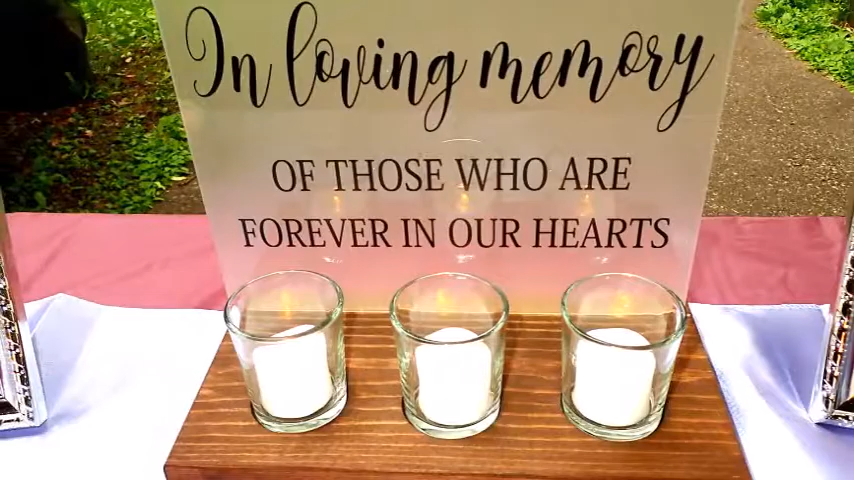 In loving memory
OF THOSE WHO ARE
FOREVER IN OUR HEARTS